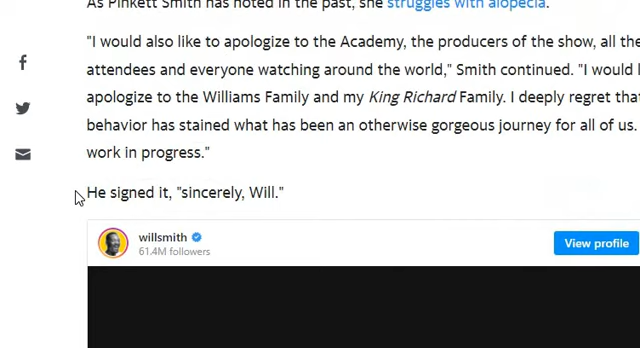 As Pinkett Smith has noted in the past, she struggles with alopecia.
"I would also like to apologize to the Academy, the producers of the show, all the
attendees and everyone watching around the world," Smith continued. "I would
apologize to the Williams Family and my King Richard Family. I deeply regret
behavior has stained what has been an otherwise gorgeous journey for all of us.
work in progress."
He signed it, "sincerely, Will."
willsmith
61.4M followers
View profile